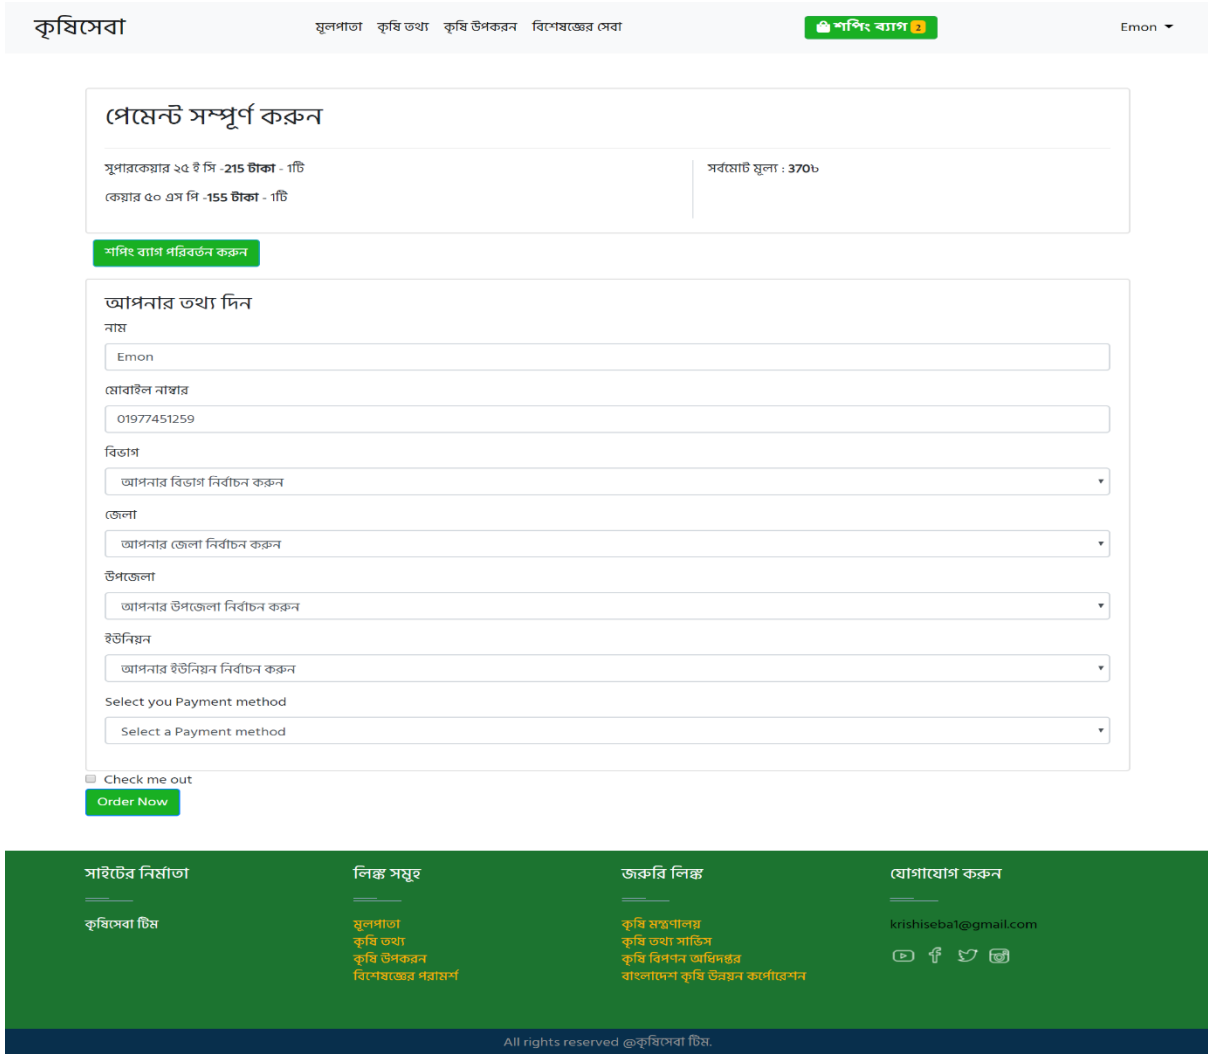 কৃষিসেবা
মূলপাতা কৃষি তথ্য কৃষি উপকরন বিশেষজ্ঞের সেবা
শপিং ব্যাগ 2
Emon
পেমেন্ট সম্পূর্ণ করুন
সুপারকেয়ার ২৫ ই সি -215 টাকা - 1টি
কেয়ার ৫০ এস পি -155 টাকা - 1টি
সর্বমোট মূল্য : 370৳
শপিং ব্যাগ পরিবর্তন করুন
আপনার তথ্য দিন
নাম
Emon
মোবাইল নাম্বার
01977451259
বিভাগ
আপনার বিভাগ নির্বাচন করুন
জেলা
আপনার জেলা নির্বাচন করুন
উপজেলা
আপনার উপজেলা নির্বাচন করুন
ইউনিয়ন
আপনার ইউনিয়ন নির্বাচন করুন
Select you Payment method
Select a Payment method
Check me out
Order Now
সাইটের নির্মাতা
কৃষিসেবা টিম
লিঙ্ক সমূহ
মূলপাতা
কৃষি তথ্য
কৃষি উপকরন
বিশেষজ্ঞের পরামর্শ
জরুরি লিঙ্ক
কৃষি মন্ত্রণালয়
কৃষি তথ্য সার্ভিস
কৃষি বিপণন অধিদপ্তর
বাংলাদেশ কৃষি উন্নয়ন কর্পোরেশন
যোগাযোগ করুন
krishiseba1@gmail.com
All rights reserved @কৃষিসেবা টিম.